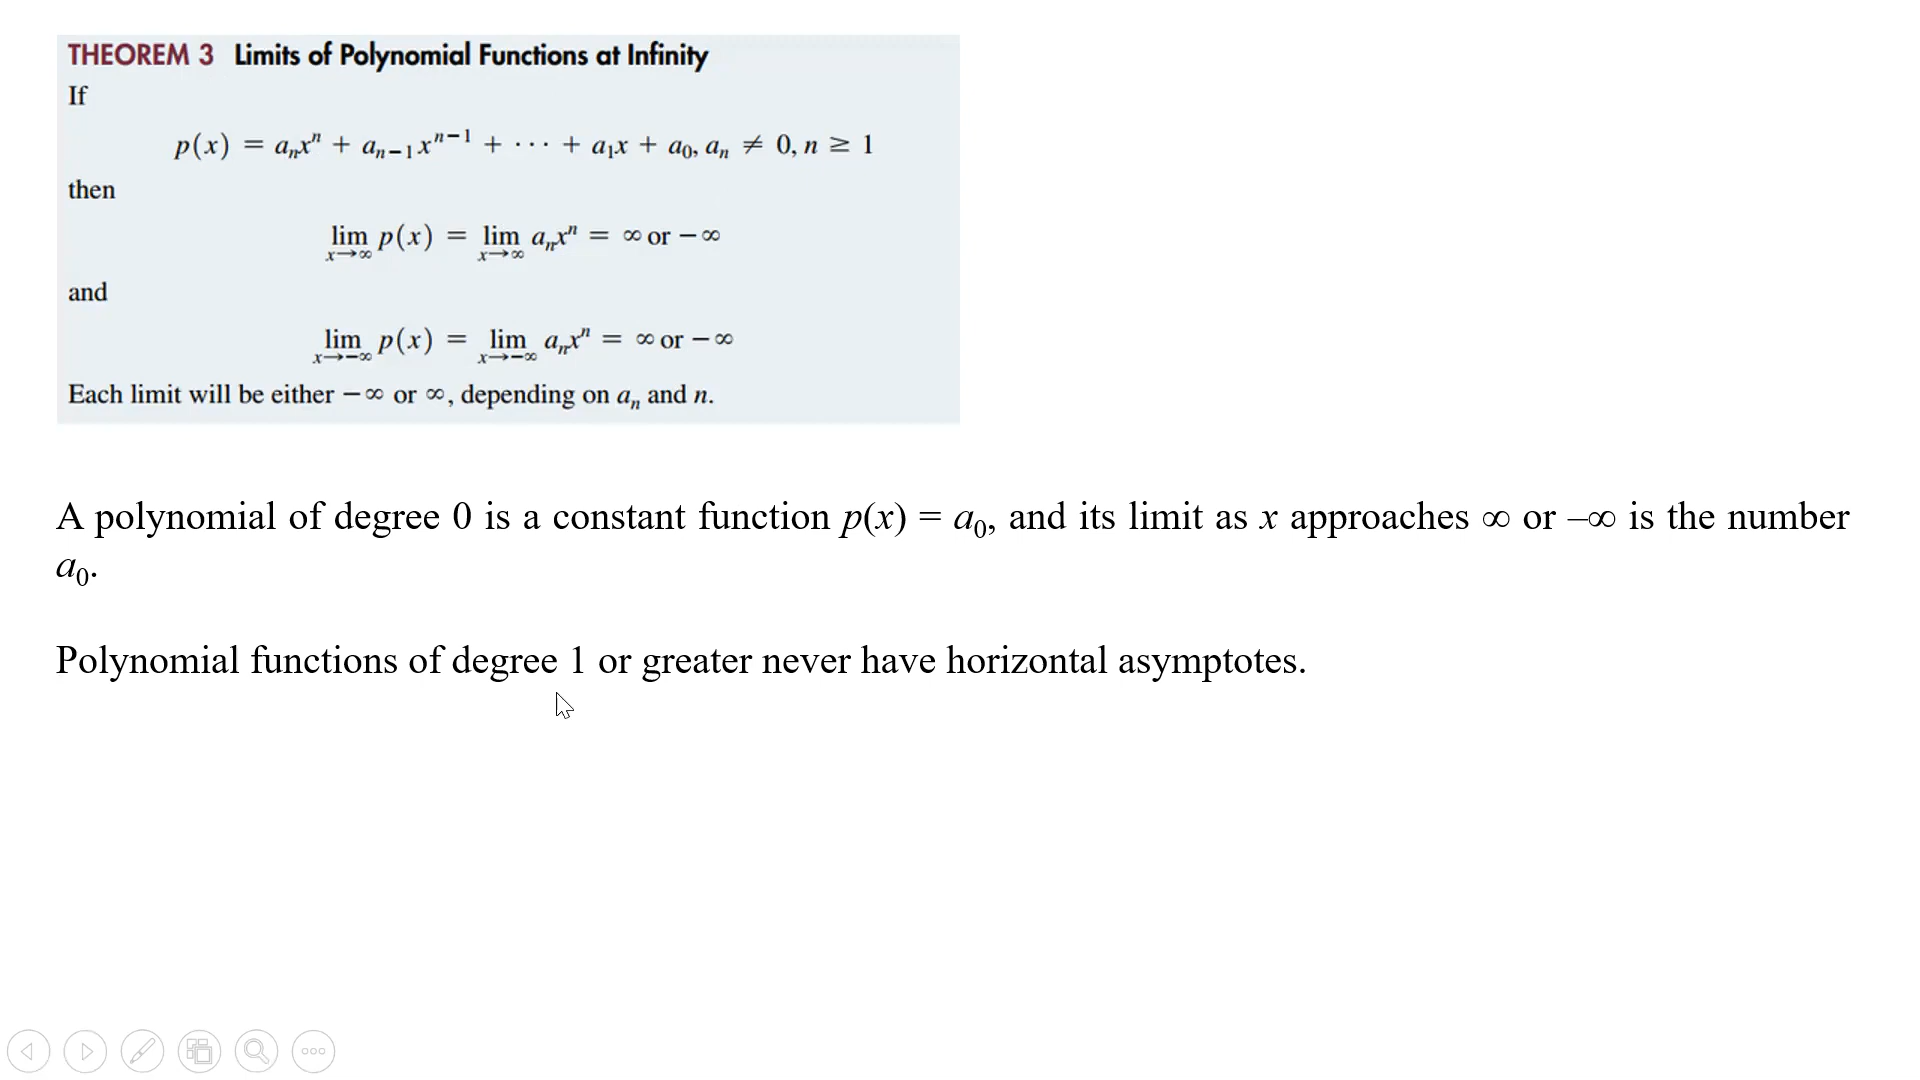 THEOREM 3 Limits of Polynomial Functions at Infinity
If
p(x) = aₙxⁿ + aₙ₋₁xⁿ⁻¹ + ··· + a₁x + a₀, aₙ ≠ 0, n ≥ 1
then
lim x→∞ p(x) = lim x→∞ aₙxⁿ = ∞ or −∞
and
lim x→−∞ p(x) = lim x→−∞ aₙxⁿ = ∞ or −∞
Each limit will be either −∞ or ∞, depending on aₙ and n.
A polynomial of degree 0 is a constant function p(x) = a₀, and its limit as x approaches ∞ or –∞ is the number
a₀.
Polynomial functions of degree 1 or greater never have horizontal asymptotes.